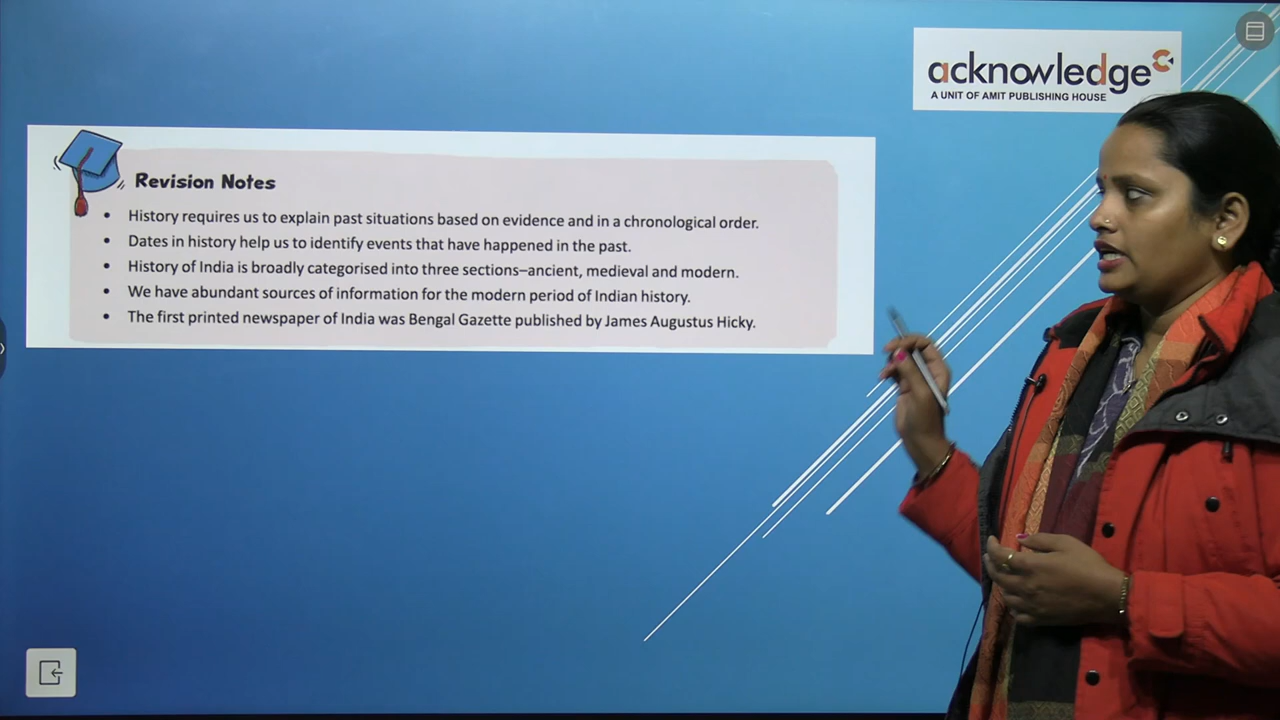 acknowledge
A UNIT OF AMIT PUBLISHING HOUSE
Revision Notes
• History requires us to explain past situations based on evidence and in a chronological order.
• Dates in history help us to identify events that have happened in the past.
• History of India is broadly categorised into three sections–ancient, medieval and modern.
• We have abundant sources of information for the modern period of Indian history.
• The first printed newspaper of India was Bengal Gazette published by James Augustus Hicky.